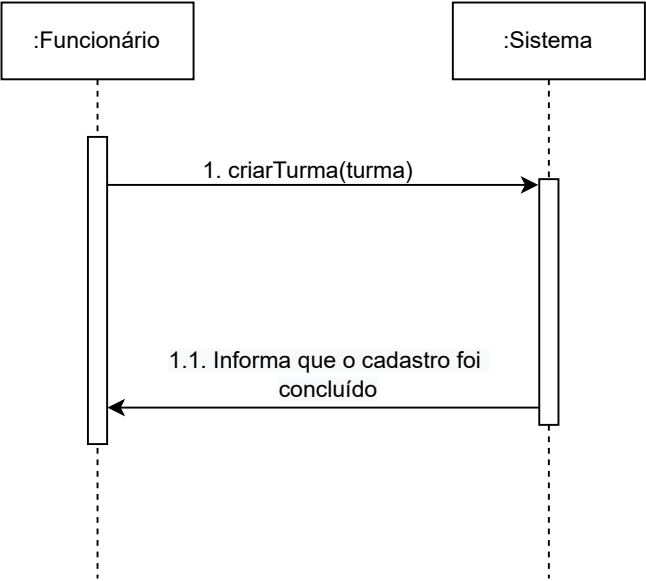 :Funcionário
:Sistema
1. criarTurma(turma)
1.1. Informa que o cadastro foi
concluído